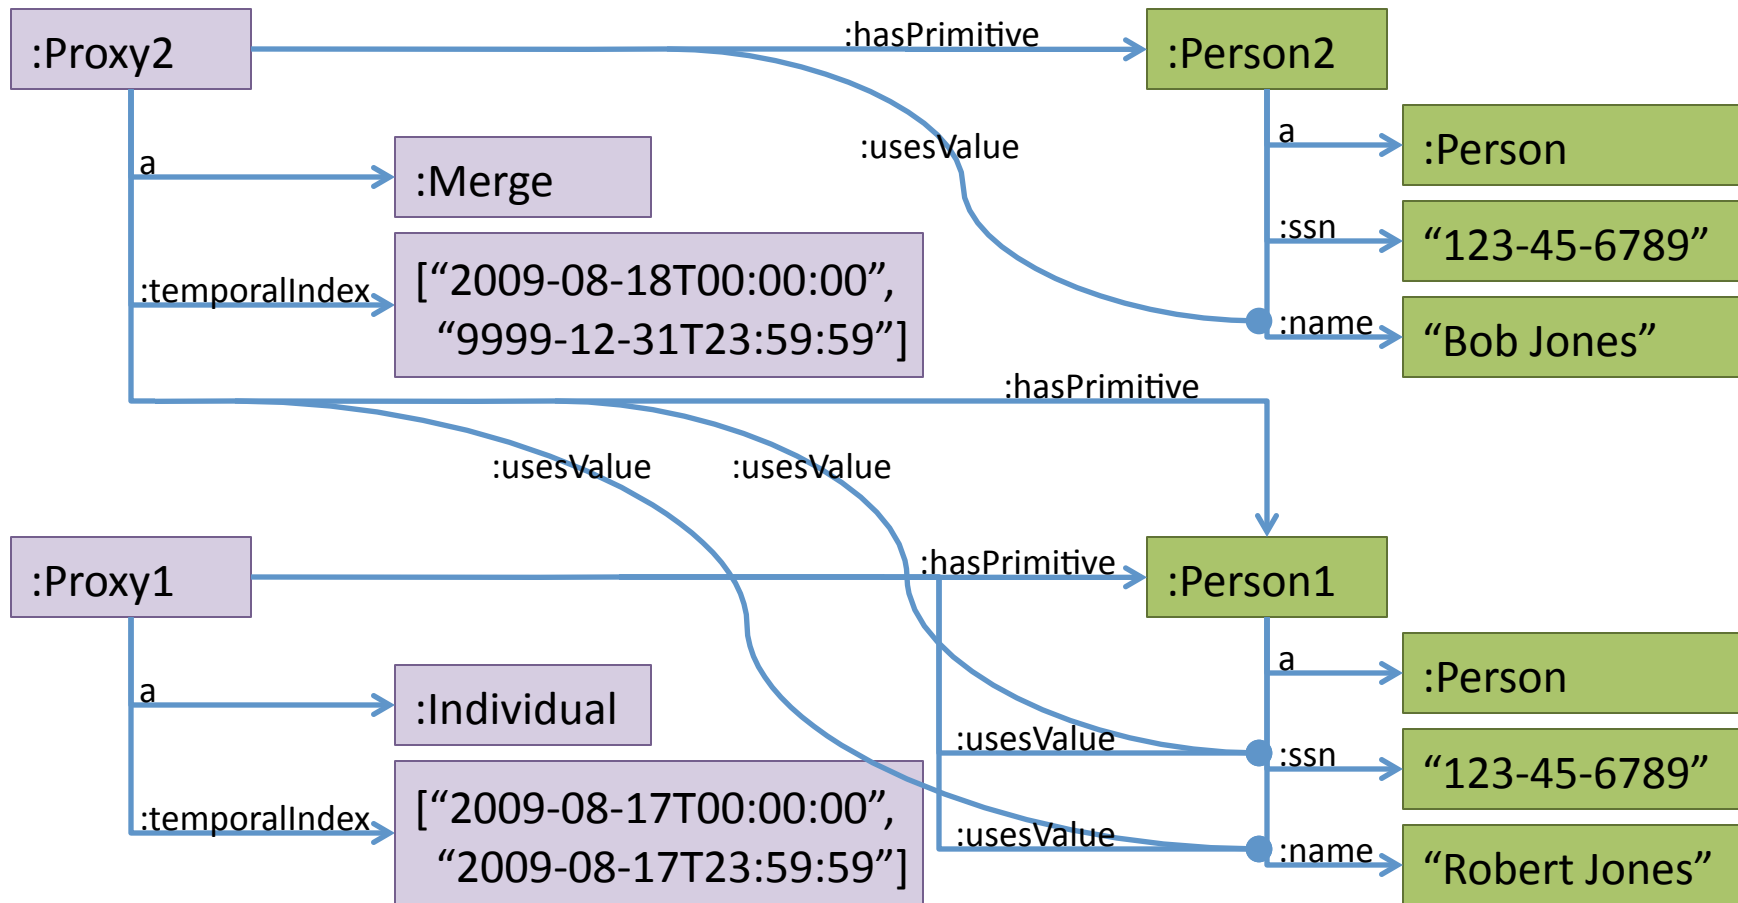 :Proxy2
:hasPrimitive
:Person2
a
:Person
:usesValue
a
:Merge
:ssn
“123-45-6789”
:temporalIndex
[“2009-08-18T00:00:00”,
“9999-12-31T23:59:59”]
:name
“Bob Jones”
:hasPrimitive
:usesValue
:usesValue
:Proxy1
:hasPrimitive
:Person1
a
:Person
a
:Individual
:usesValue
:ssn
“123-45-6789”
:temporalIndex
[“2009-08-17T00:00:00”,
“2009-08-17T23:59:59”]
:usesValue
:name
“Robert Jones”